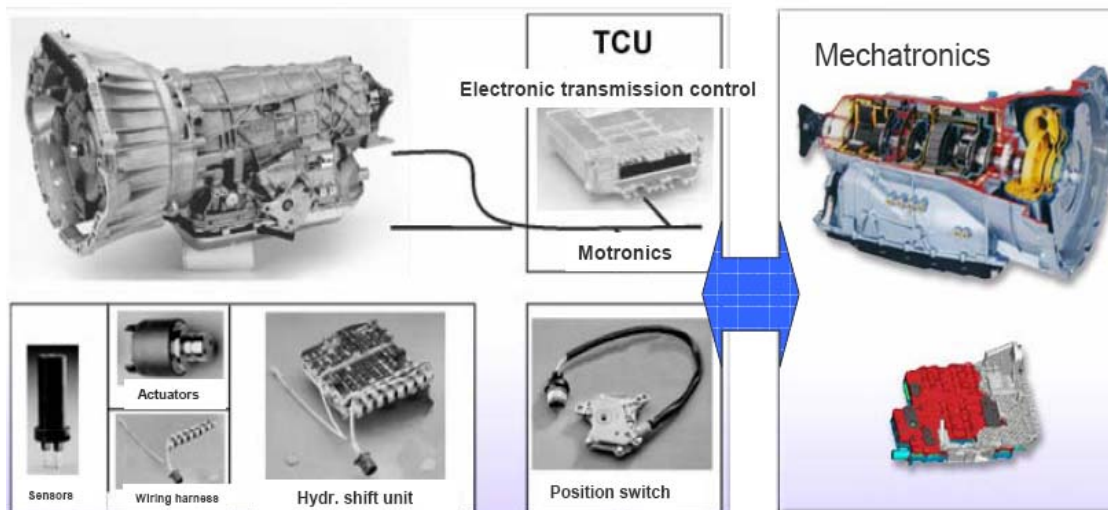 TCU
Electronic transmission control
Motronics
Mechatronics
Sensors
Actuators
Wiring harness
Hydr. shift unit
Position switch